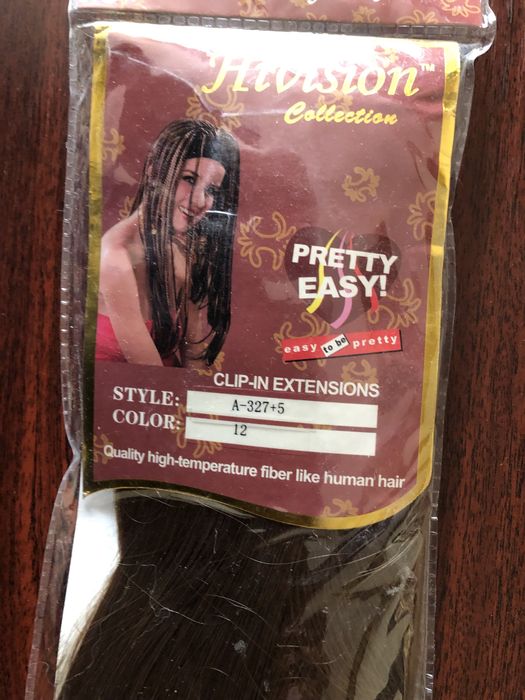 Hivision™
Collection
PRETTY
EASY!
easy to be pretty
CLIP-IN EXTENSIONS
STYLE: A-327+5
COLOR: 12
Quality high-temperature fiber like human hair